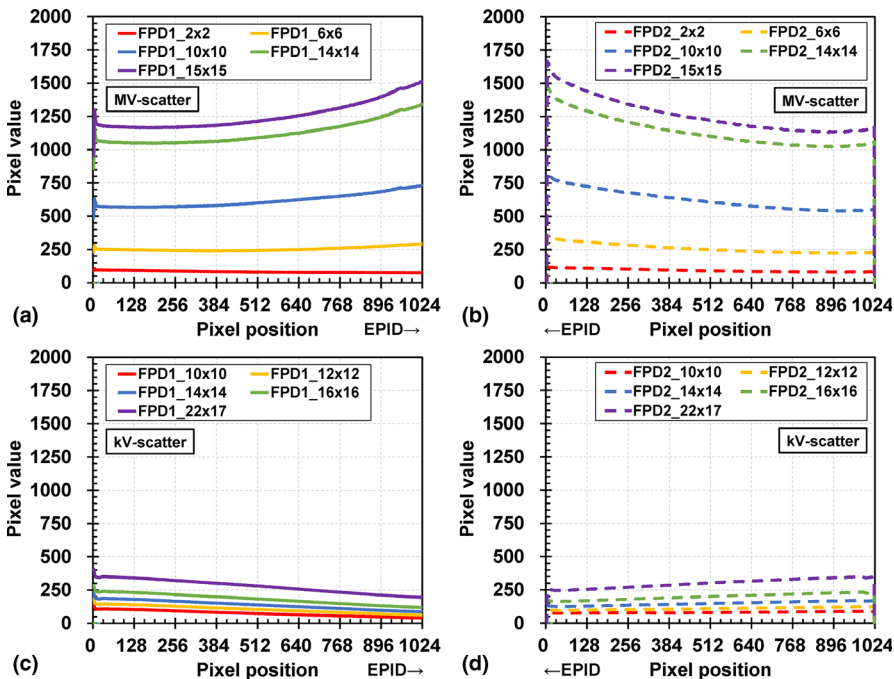 2000
1750
1500
1250
1000
750
500
250
0
Pixel value
FPD1_2x2
FPD1_6x6
FPD1_10x10
FPD1_14x14
FPD1_15x15
MV-scatter
0 128 256 384 512 640 768 896 1024
Pixel position
EPID→
(a)
2000
1750
1500
1250
1000
750
500
250
0
Pixel value
FPD2_2x2
FPD2_6x6
FPD2_10x10
FPD2_14x14
FPD2_15x15
MV-scatter
0 128 256 384 512 640 768 896 1024
←EPID
Pixel position
(b)
2000
1750
1500
1250
1000
750
500
250
0
Pixel value
FPD1_10x10
FPD1_12x12
FPD1_14x14
FPD1_16x16
FPD1_22x17
kV-scatter
0 128 256 384 512 640 768 896 1024
Pixel position
EPID→
(c)
2000
1750
1500
1250
1000
750
500
250
0
Pixel value
FPD2_10x10
FPD2_12x12
FPD2_14x14
FPD2_16x16
FPD2_22x17
kV-scatter
0 128 256 384 512 640 768 896 1024
←EPID
Pixel position
(d)